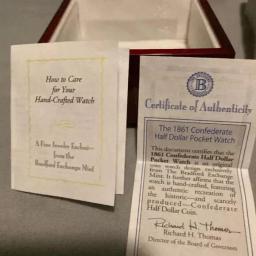 How to Care
for Your
Hand-Crafted Watch
A Fine Jewelry Exclusive
from the
Bradford Exchange Mint
B
Certificate of Authenticity
The 1861 Confederate
Half Dollar Pocket Watch
This document certifies that the
1861 Confederate Half Dollar
Pocket Watch is an original
watch design exclusively
from The Bradford Exchange
Mint. It further affirms that the
watch is hand-crafted, featuring
an authentic recreation of
the historic—and scarcely
produced—Confederate
Half Dollar Coin.
Richard H. Thomas
Richard H. Thomas
Director of the Board of Governors